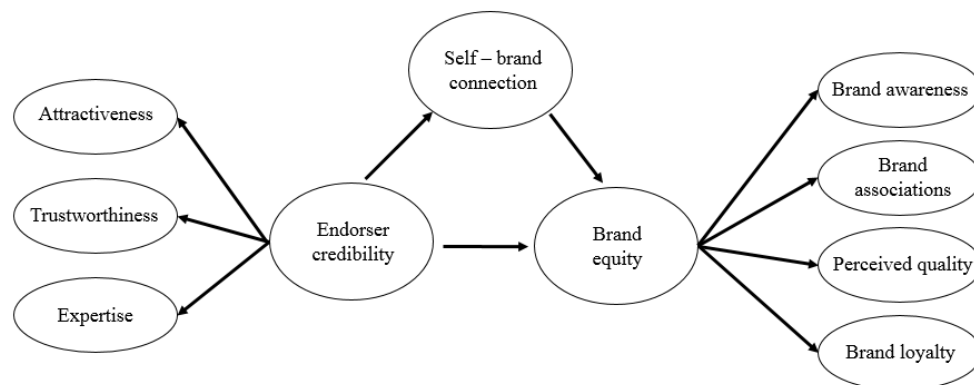 Self – brand
connection
Attractiveness
Trustworthiness
Expertise
Endorser
credibility
Brand
equity
Brand awareness
Brand
associations
Perceived quality
Brand loyalty